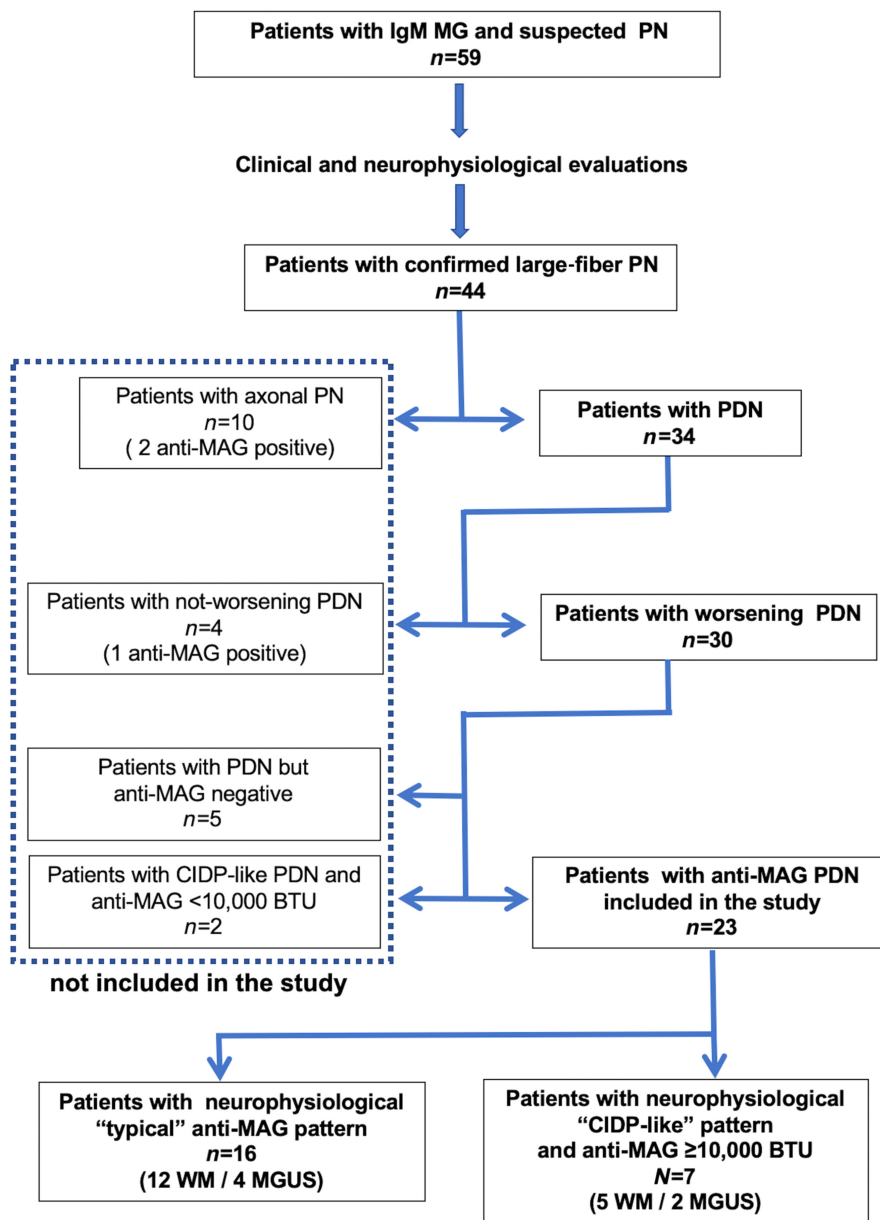 Patients with IgM MG and suspected PN
n=59
Clinical and neurophysiological evaluations
Patients with confirmed large-fiber PN
n=44
Patients with axonal PN
n=10
( 2 anti-MAG positive)
Patients with PDN
n=34
Patients with not-worsening PDN
n=4
(1 anti-MAG positive)
Patients with worsening PDN
n=30
Patients with PDN but
anti-MAG negative
n=5
Patients with CIDP-like PDN and
anti-MAG <10,000 BTU
n=2
Patients with anti-MAG PDN
included in the study
n=23
not included in the study
Patients with neurophysiological
“typical” anti-MAG pattern
n=16
(12 WM / 4 MGUS)
Patients with neurophysiological
“CIDP-like” pattern
and anti-MAG ≥10,000 BTU
N=7
(5 WM / 2 MGUS)